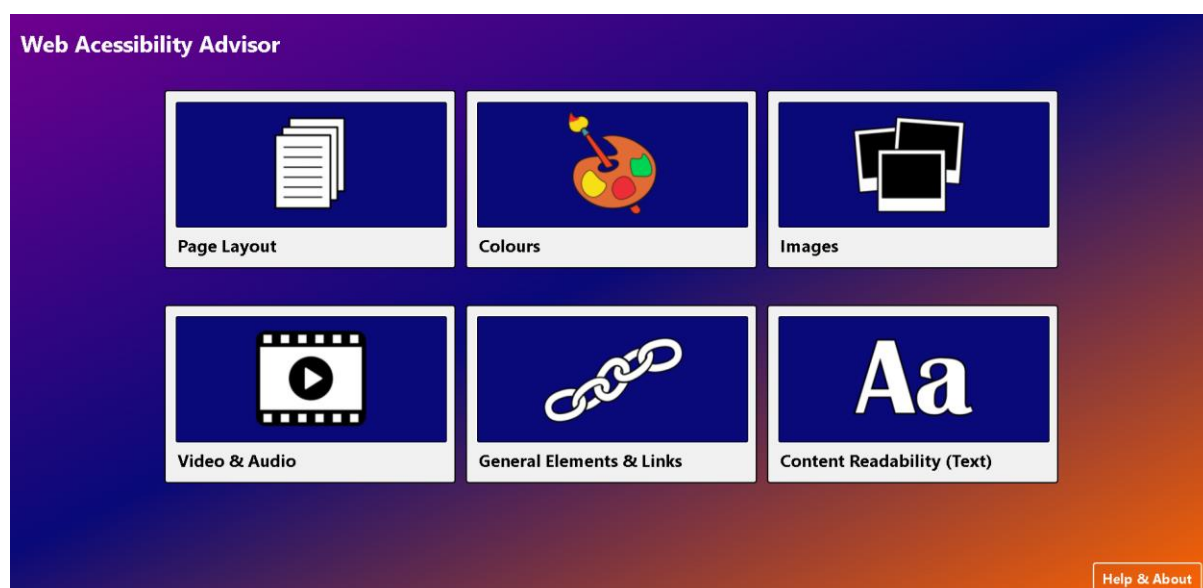 Web Acessibility Advisor
Page Layout
Colours
Images
Video & Audio
General Elements & Links
Content Readability (Text)
Aa
Help & About